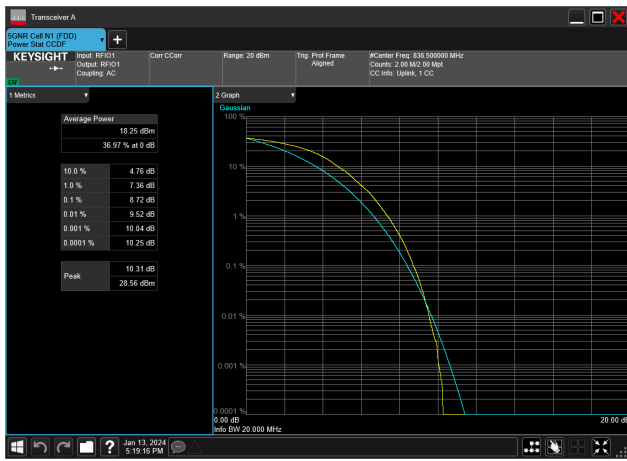 Transceiver A
5GNR Cell N1 (FDD)
Power Stat CCDF
KEYSIGHT
Input: RFIO1
Output: RFIO1
Coupling: AC
Corr CCorr
Range: 20 dBm
Trig: Prot Frame
Aligned
#Center Freq: 836.500000 MHz
Counts: 2.00 M/2.00 Mpt
CC Info: Uplink, 1 CC
1 Metrics
Average Power
18.25 dBm
36.97 % at 0 dB
10.0 % 4.76 dB
1.0 % 7.36 dB
0.1 % 8.72 dB
0.01 % 9.52 dB
0.001 % 10.04 dB
0.0001 % 10.25 dB
Peak 10.31 dB
28.56 dBm
2 Graph
Gaussian
100 %
10 %
1 %
0.1 %
0.01 %
0.001 %
0.0001 %
0.00 dB 20.00 dB
Info BW 20.000 MHz
Jan 13, 2024
5:19:16 PM